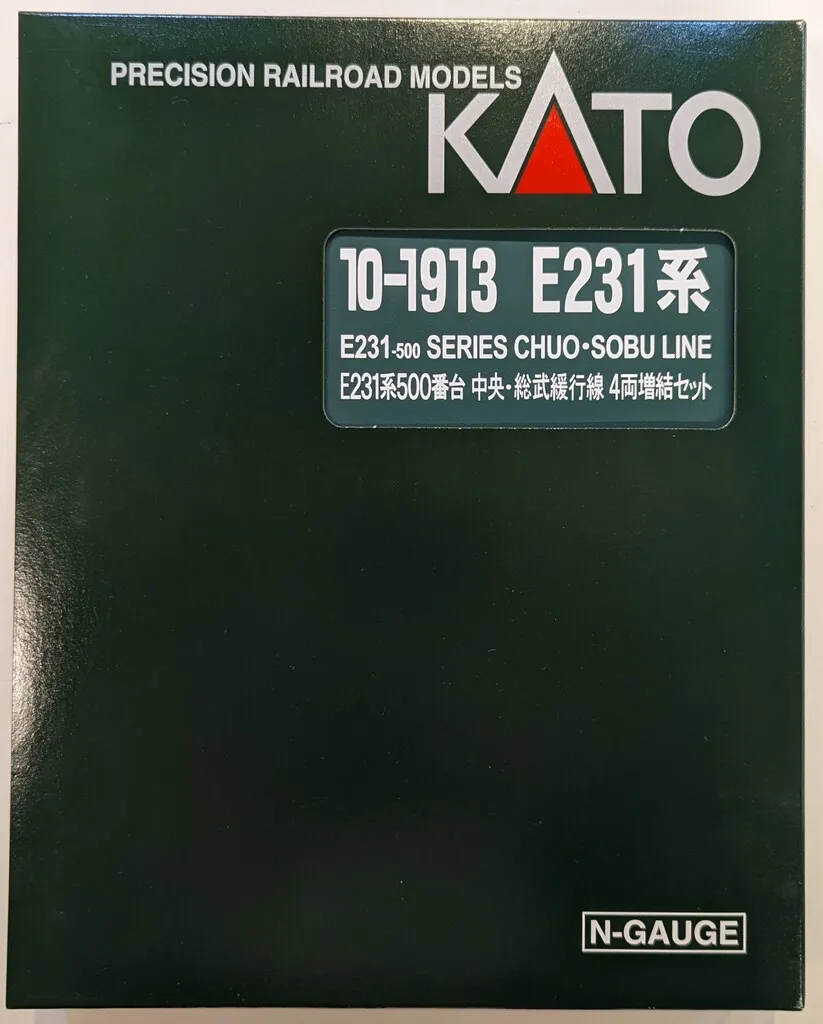 PRECISION RAILROAD MODELS
KATO
10-1913 E231系
E231-500 SERIES CHUO・SOBU LINE
E231系500番台 中央・総武緩行線 4両増結セット
N-GAUGE